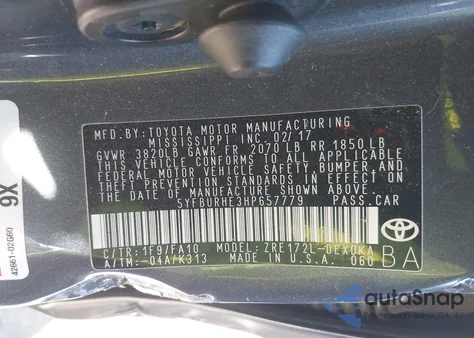 MFD.BY:TOYOTA MOTOR MANUFACTURING
MISSISSIPPI INC. 02/17
GVWR 3820LB GAWR FR 2070 LB RR 1850LB
THIS VEHICLE CONFORMS TO ALL APPLICABLE
FEDERAL MOTOR VEHICLE SAFETY, BUMPER, AND
THEFT PREVENTION STANDARDS IN EFFECT ON
THE DATE OF MANUFACTURE SHOWN ABOVE.
5YFBURHE3HP657779 PASS.CAR
C/TR:1F9/FA10 MODEL:ZRE172L-DEXDKA
A/TM:-04A/K313 MADE IN U.S.A. 060
BA
9X
42661-02GB0
autoSnap